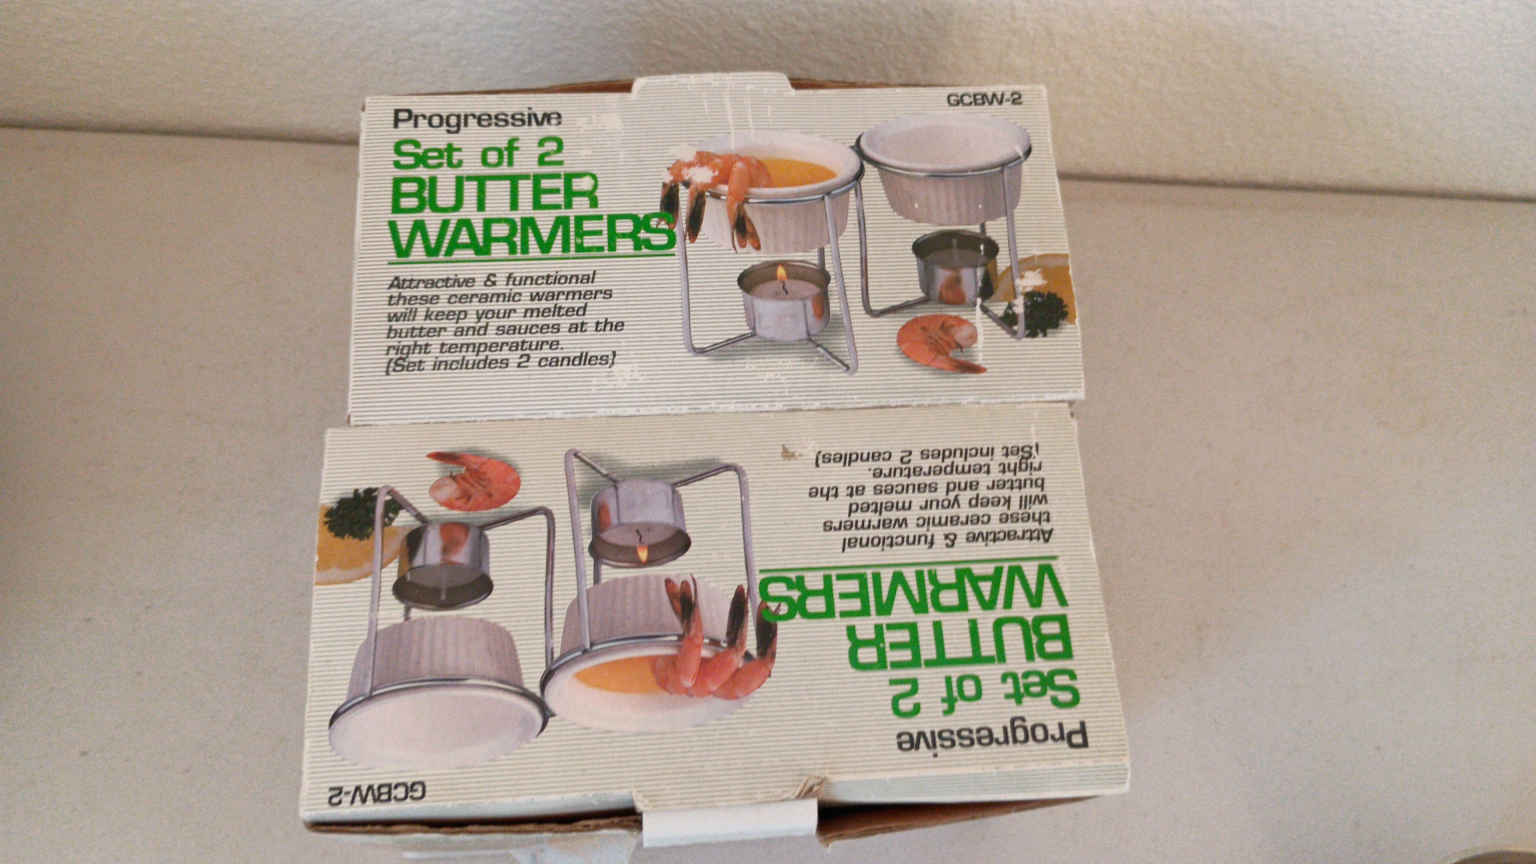 Progressive
GCBW-2
Set of 2
BUTTER
WARMERS
Attractive & functional
these ceramic warmers
will keep your melted
butter and sauces at the
right temperature.
(Set includes 2 candles)
Progressive
GCBW-2
Set of 2
BUTTER
WARMERS
Attractive & functional
these ceramic warmers
will keep your melted
butter and sauces at the
right temperature.
(Set includes 2 candles)